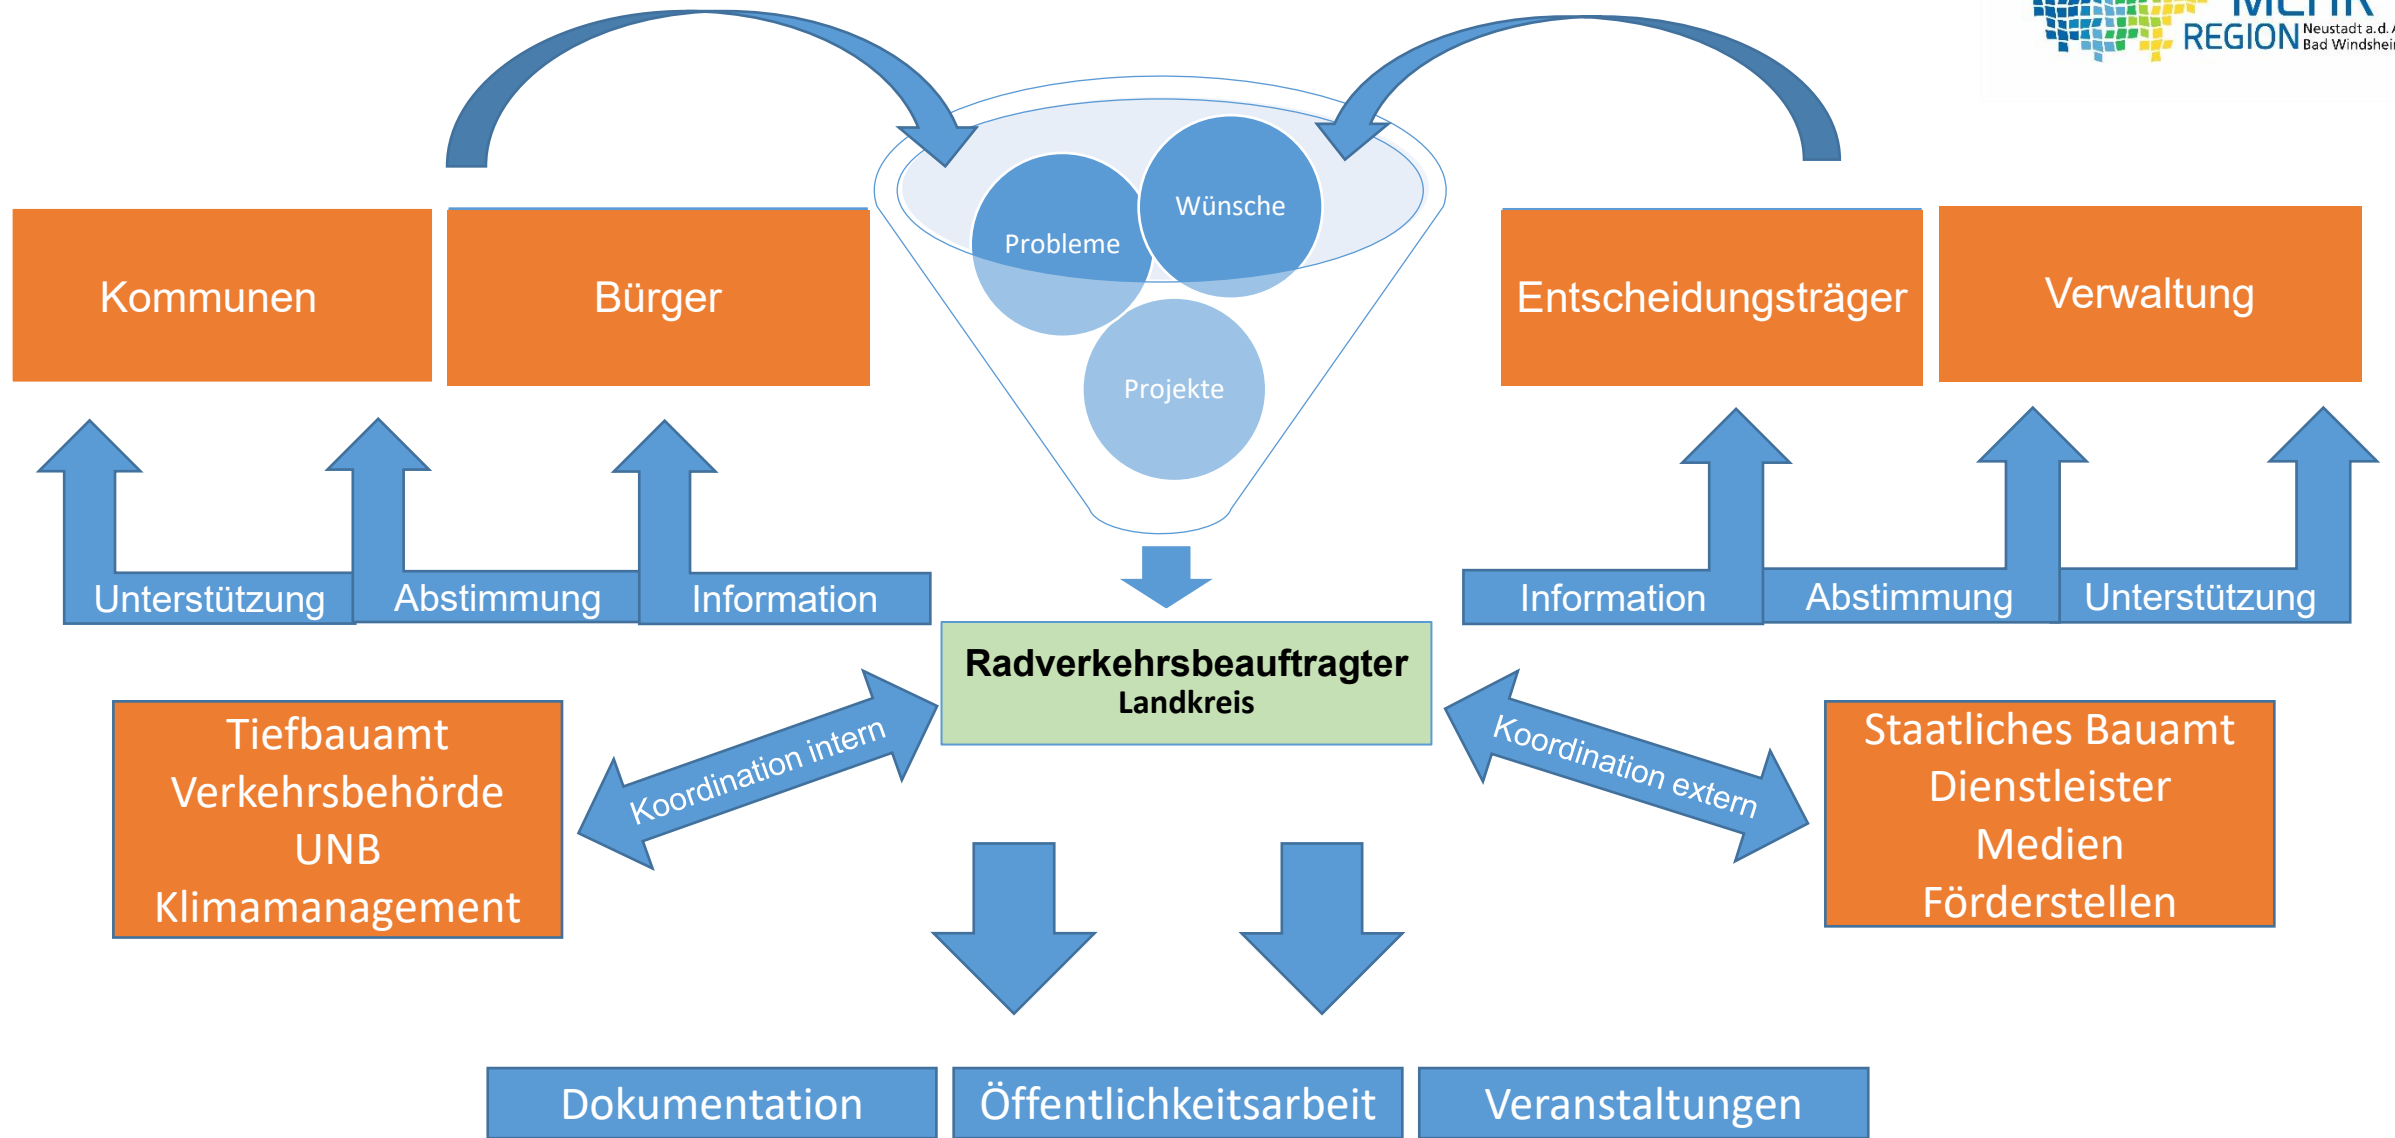 REGION
Neustadt a.d.
Bad Windsheim
Kommunen
Bürger
Probleme
Wünsche
Projekte
Entscheidungsträger
Verwaltung
Unterstützung
Abstimmung
Information
Information
Abstimmung
Unterstützung
Radverkehrsbeauftragter
Landkreis
Koordination intern
Koordination extern
Tiefbauamt
Verkehrsbehörde
UNB
Klimamanagement
Staatliches Bauamt
Dienstleister
Medien
Förderstellen
Dokumentation
Öffentlichkeitsarbeit
Veranstaltungen